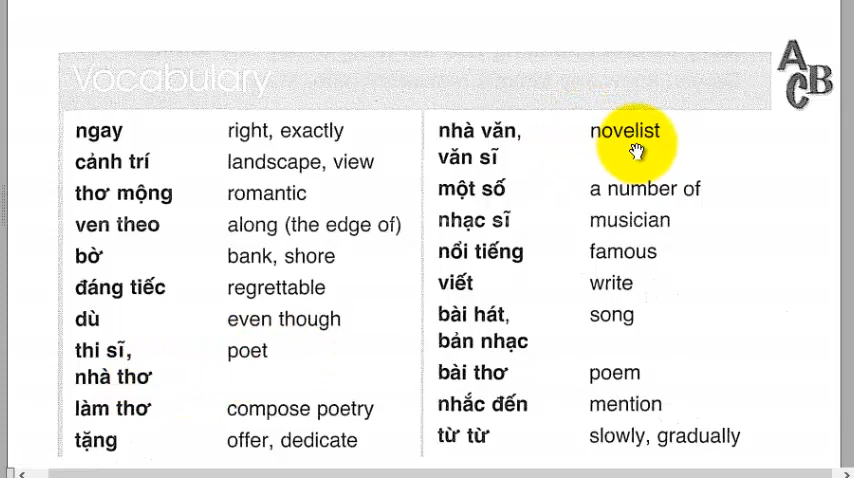 Vocabulary
A
B
C
ngay right, exactly
cảnh trí landscape, view
thơ mộng romantic
ven theo along (the edge of)
bờ bank, shore
đáng tiếc regrettable
dù even though
thi sĩ, poet
nhà thơ
làm thơ compose poetry
tặng offer, dedicate
nhà văn, novelist
văn sĩ
một số a number of
nhạc sĩ musician
nổi tiếng famous
viết write
bài hát, song
bản nhạc
bài thơ poem
nhắc đến mention
từ từ slowly, gradually